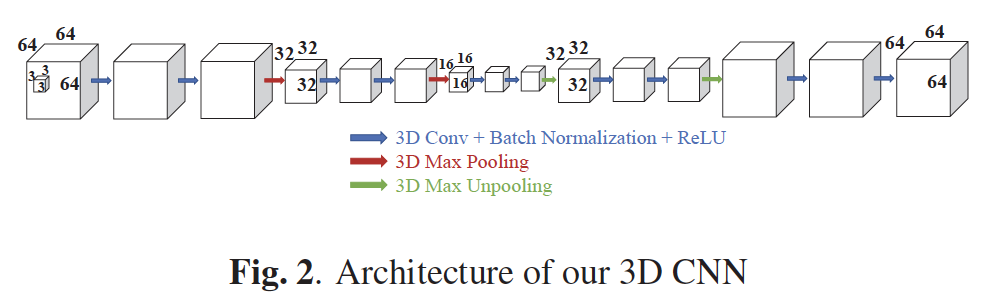 64 64 64 3 3 3
32 32 32
16 16 16
32 32 32
64 64 64
3D Conv + Batch Normalization + ReLU
3D Max Pooling
3D Max Unpooling
Fig. 2. Architecture of our 3D CNN